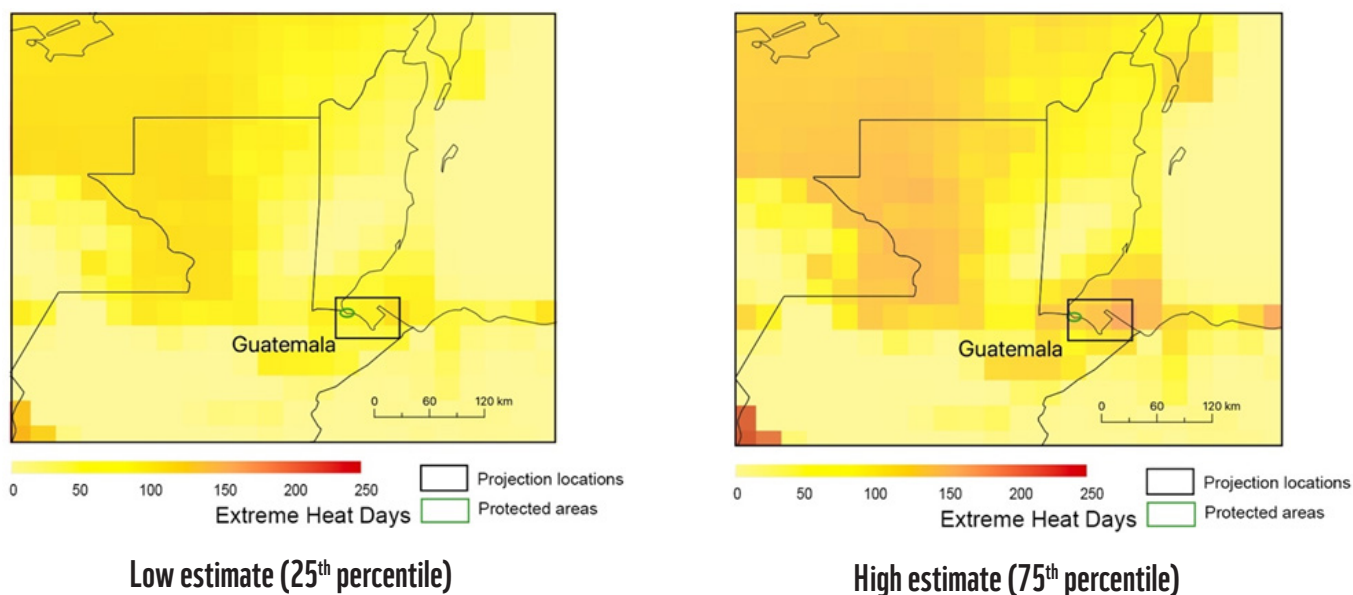 Guatemala
0 60 120 km
0 50 100 150 200 250
Extreme Heat Days
Projection locations
Protected areas
Low estimate (25th percentile)
Guatemala
0 60 120 km
0 50 100 150 200 250
Extreme Heat Days
Projection locations
Protected areas
High estimate (75th percentile)